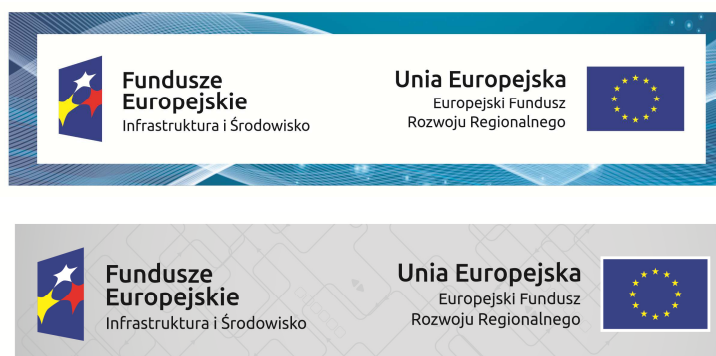 Fundusze
Europejskie
Infrastruktura i Środowisko
Unia Europejska
Europejski Fundusz
Rozwoju Regionalnego
Fundusze
Europejskie
Infrastruktura i Środowisko
Unia Europejska
Europejski Fundusz
Rozwoju Regionalnego